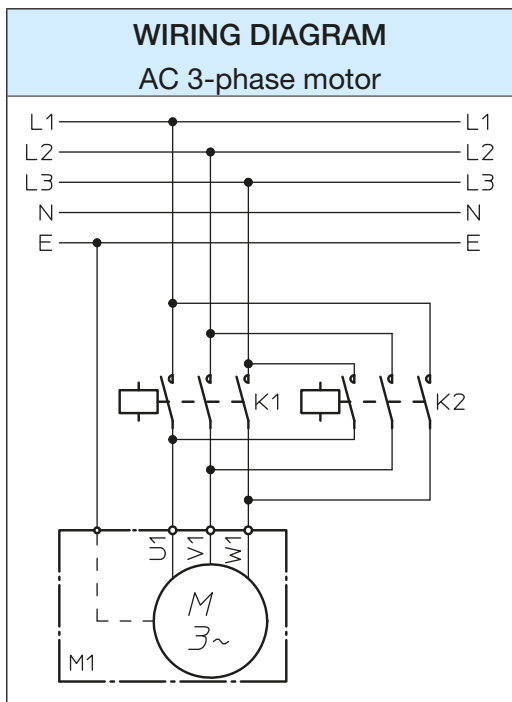 WIRING DIAGRAM
AC 3-phase motor
L1 L1
L2 L2
L3 L3
N N
E E
K1 K2
U1 V1 W1
M
3~
M1